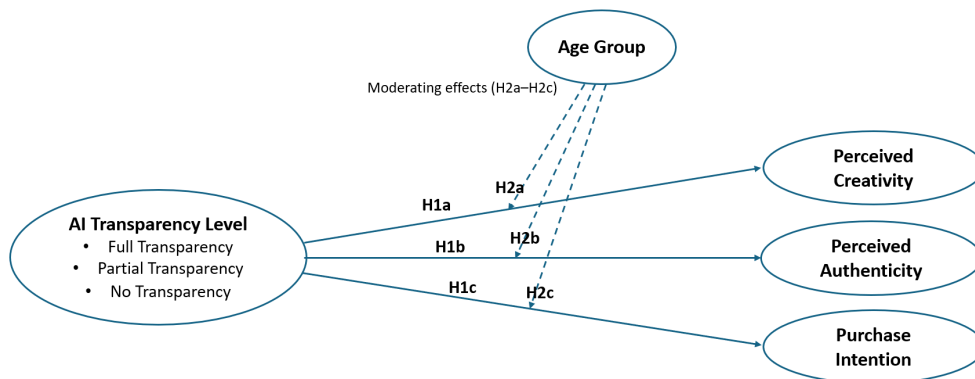 Age Group
Moderating effects (H2a–H2c)
Perceived
Creativity
H2a
H1a
AI Transparency Level
• Full Transparency
• Partial Transparency
• No Transparency
H1b
H2b
Perceived
Authenticity
H1c
H2c
Purchase
Intention